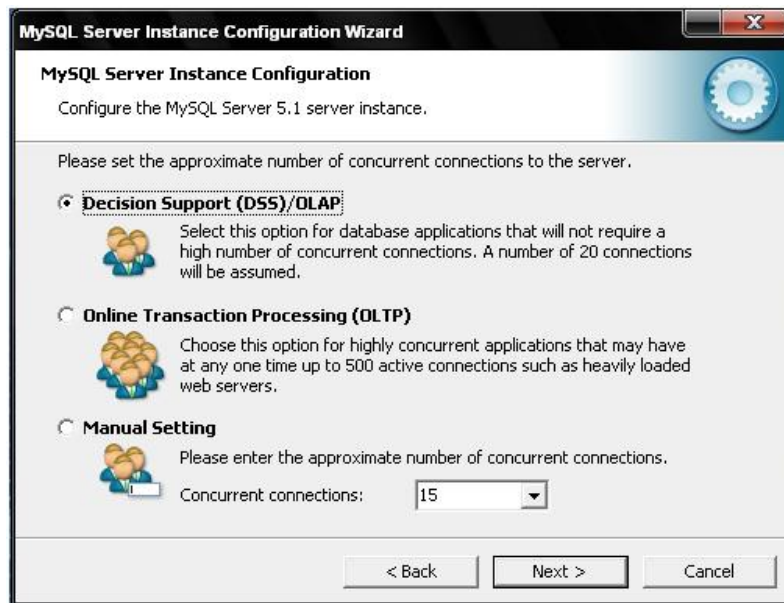 MySQL Server Instance Configuration Wizard
MySQL Server Instance Configuration
Configure the MySQL Server 5.1 server instance.
Please set the approximate number of concurrent connections to the server.
Decision Support (DSS)/OLAP
Select this option for database applications that will not require a
high number of concurrent connections. A number of 20 connections
will be assumed.
Online Transaction Processing (OLTP)
Choose this option for highly concurrent applications that may have
at any one time up to 500 active connections such as heavily loaded
web servers.
Manual Setting
Please enter the approximate number of concurrent connections.
Concurrent connections: 15
< Back Next > Cancel